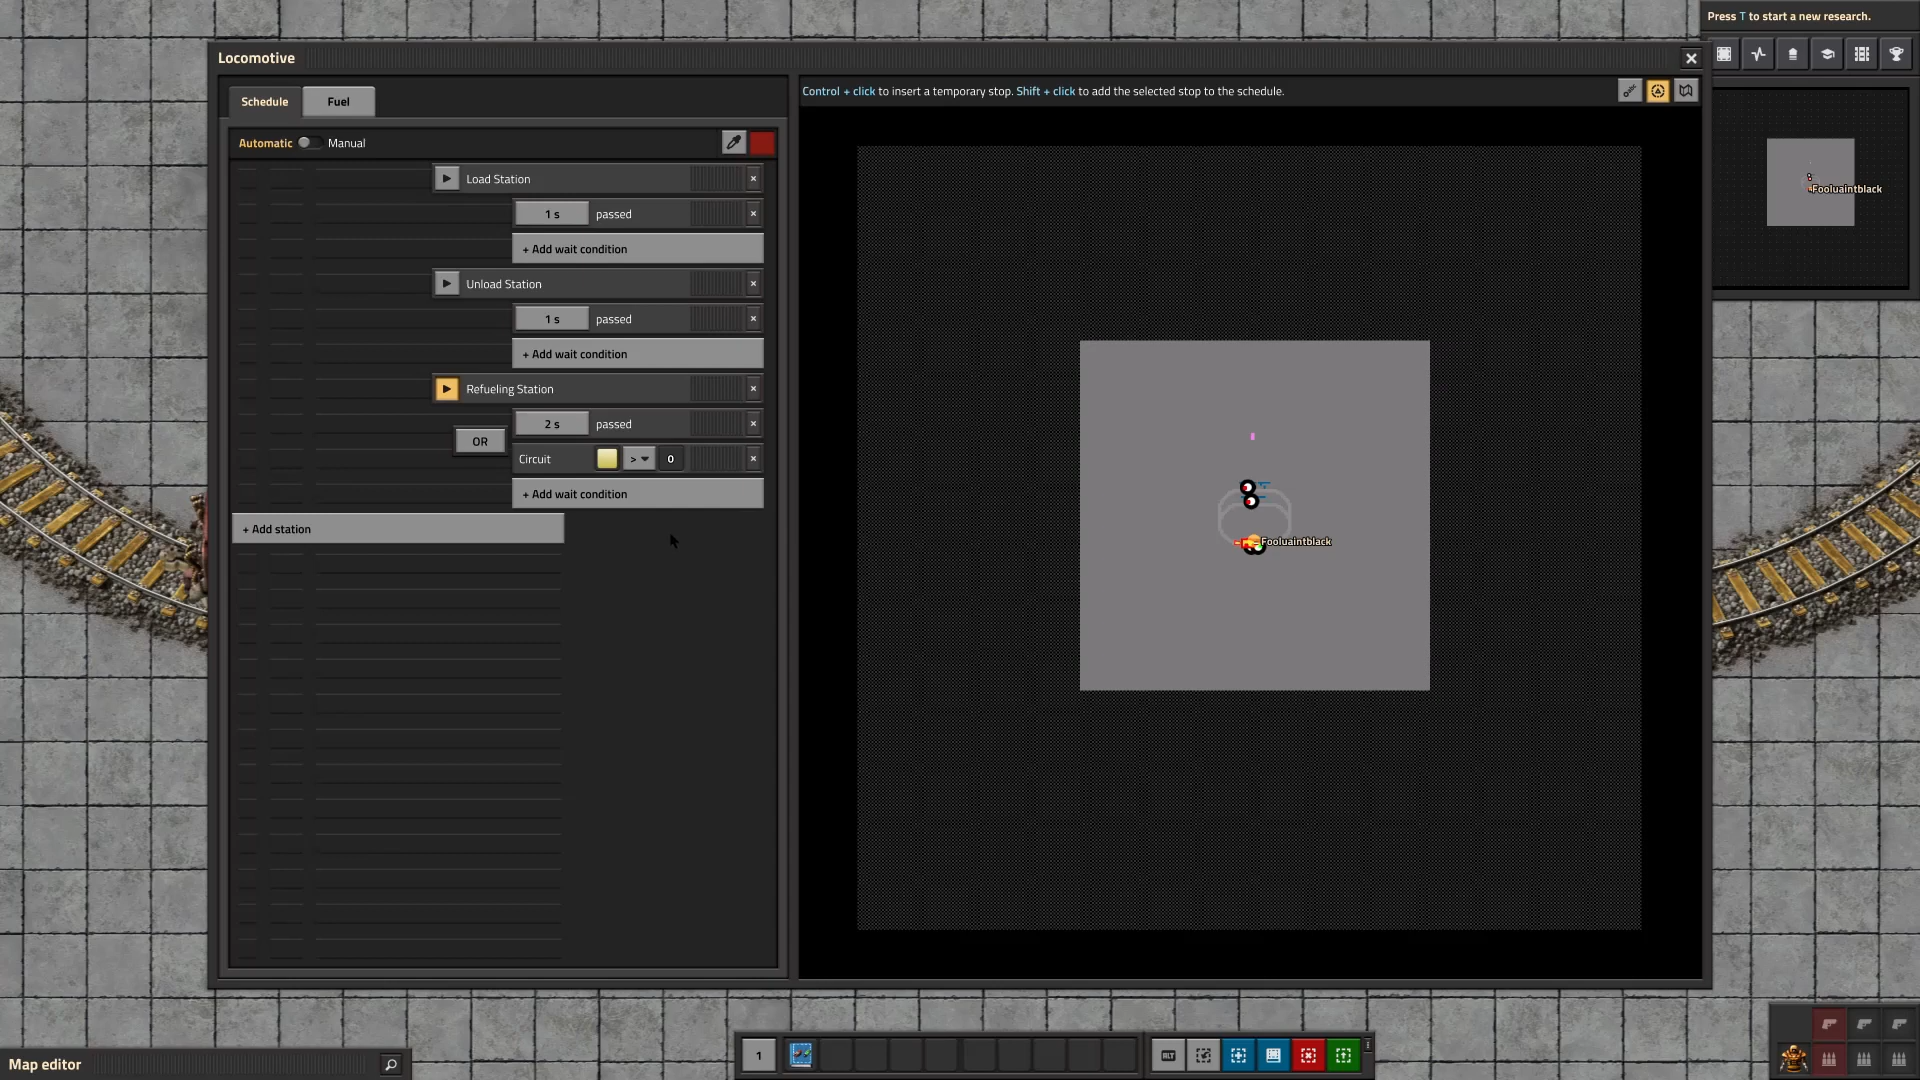 Press T to start a new research.
Locomotive
Schedule
Fuel
Control + click to insert a temporary stop. Shift + click to add the selected stop to the schedule.
Automatic
Manual
Load Station
1 s passed
+ Add wait condition
Unload Station
1 s passed
+ Add wait condition
Refueling Station
2 s passed
OR
Circuit > 0
+ Add wait condition
+ Add station
Fooluaintblack
Fooluaintblack
Map editor
1
ALT